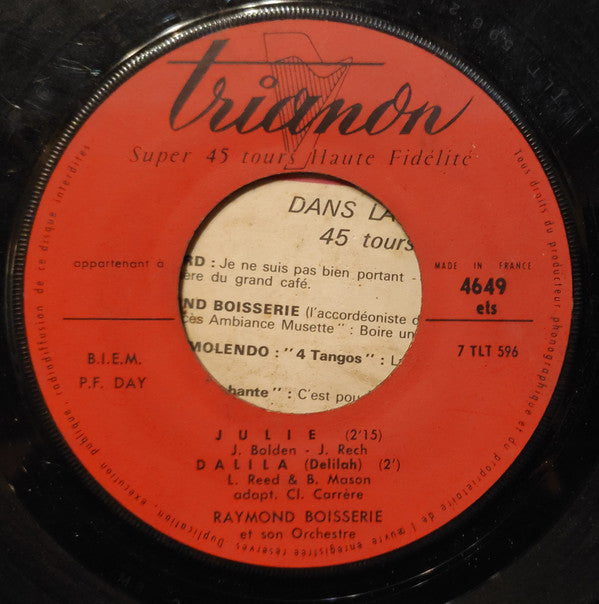 trianon
Super 45 tours Haute Fidélité
Tous droits du producteur phonographique et du propriétaire de l'œuvre enregistrée réservés. Duplication, exécution publique, radiodiffusion de ce disque interdites
appartenant à
MADE IN FRANCE
4649
ets
7 TLT 596
B.I.E.M.
P.F. DAY
DANS LA
45 tours
RD : Je ne suis pas bien portant -
ère du grand café.
ND BOISSERIE (l'accordéoniste d
cès Ambiance Musette" : Boire un
MOLENDO : "4 Tangos" : L
hante" : C'est pou
JULIE (2'15)
J. Bolden - J. Rech
DALILA (Delilah) (2')
L. Reed & B. Mason
adapt. Cl. Carrère
RAYMOND BOISSERIE
et son Orchestre